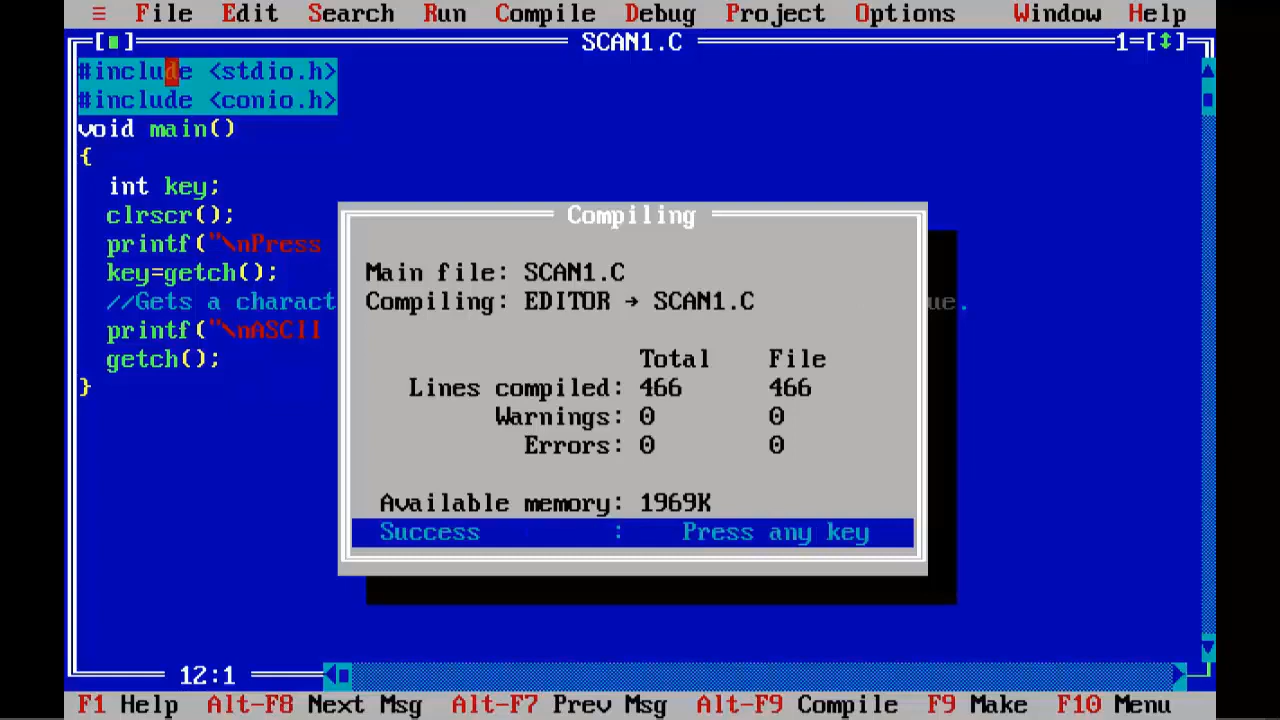 ≡ File Edit Search Run Compile Debug Project Options Window Help
[■] SCAN1.C 1=[↕]
#include <stdio.h>
#include <conio.h>
void main()
{
int key;
clrscr();
printf("\nPress
key=getch();
//Gets a charact ue.
printf("\nASCII
getch();
}
Compiling
Main file: SCAN1.C
Compiling: EDITOR → SCAN1.C
Total File
Lines compiled: 466 466
Warnings: 0 0
Errors: 0 0
Available memory: 1969K
Success : Press any key
12:1
F1 Help Alt-F8 Next Msg Alt-F7 Prev Msg Alt-F9 Compile F9 Make F10 Menu